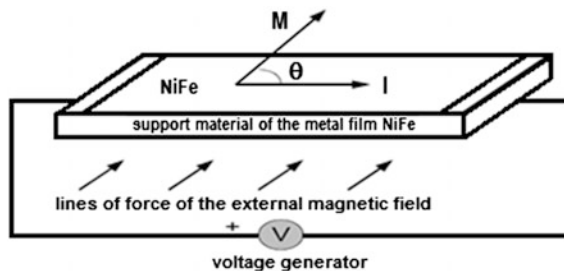 M
θ
NiFe
I
support material of the metal film NiFe
lines of force of the external magnetic field
+
V
voltage generator